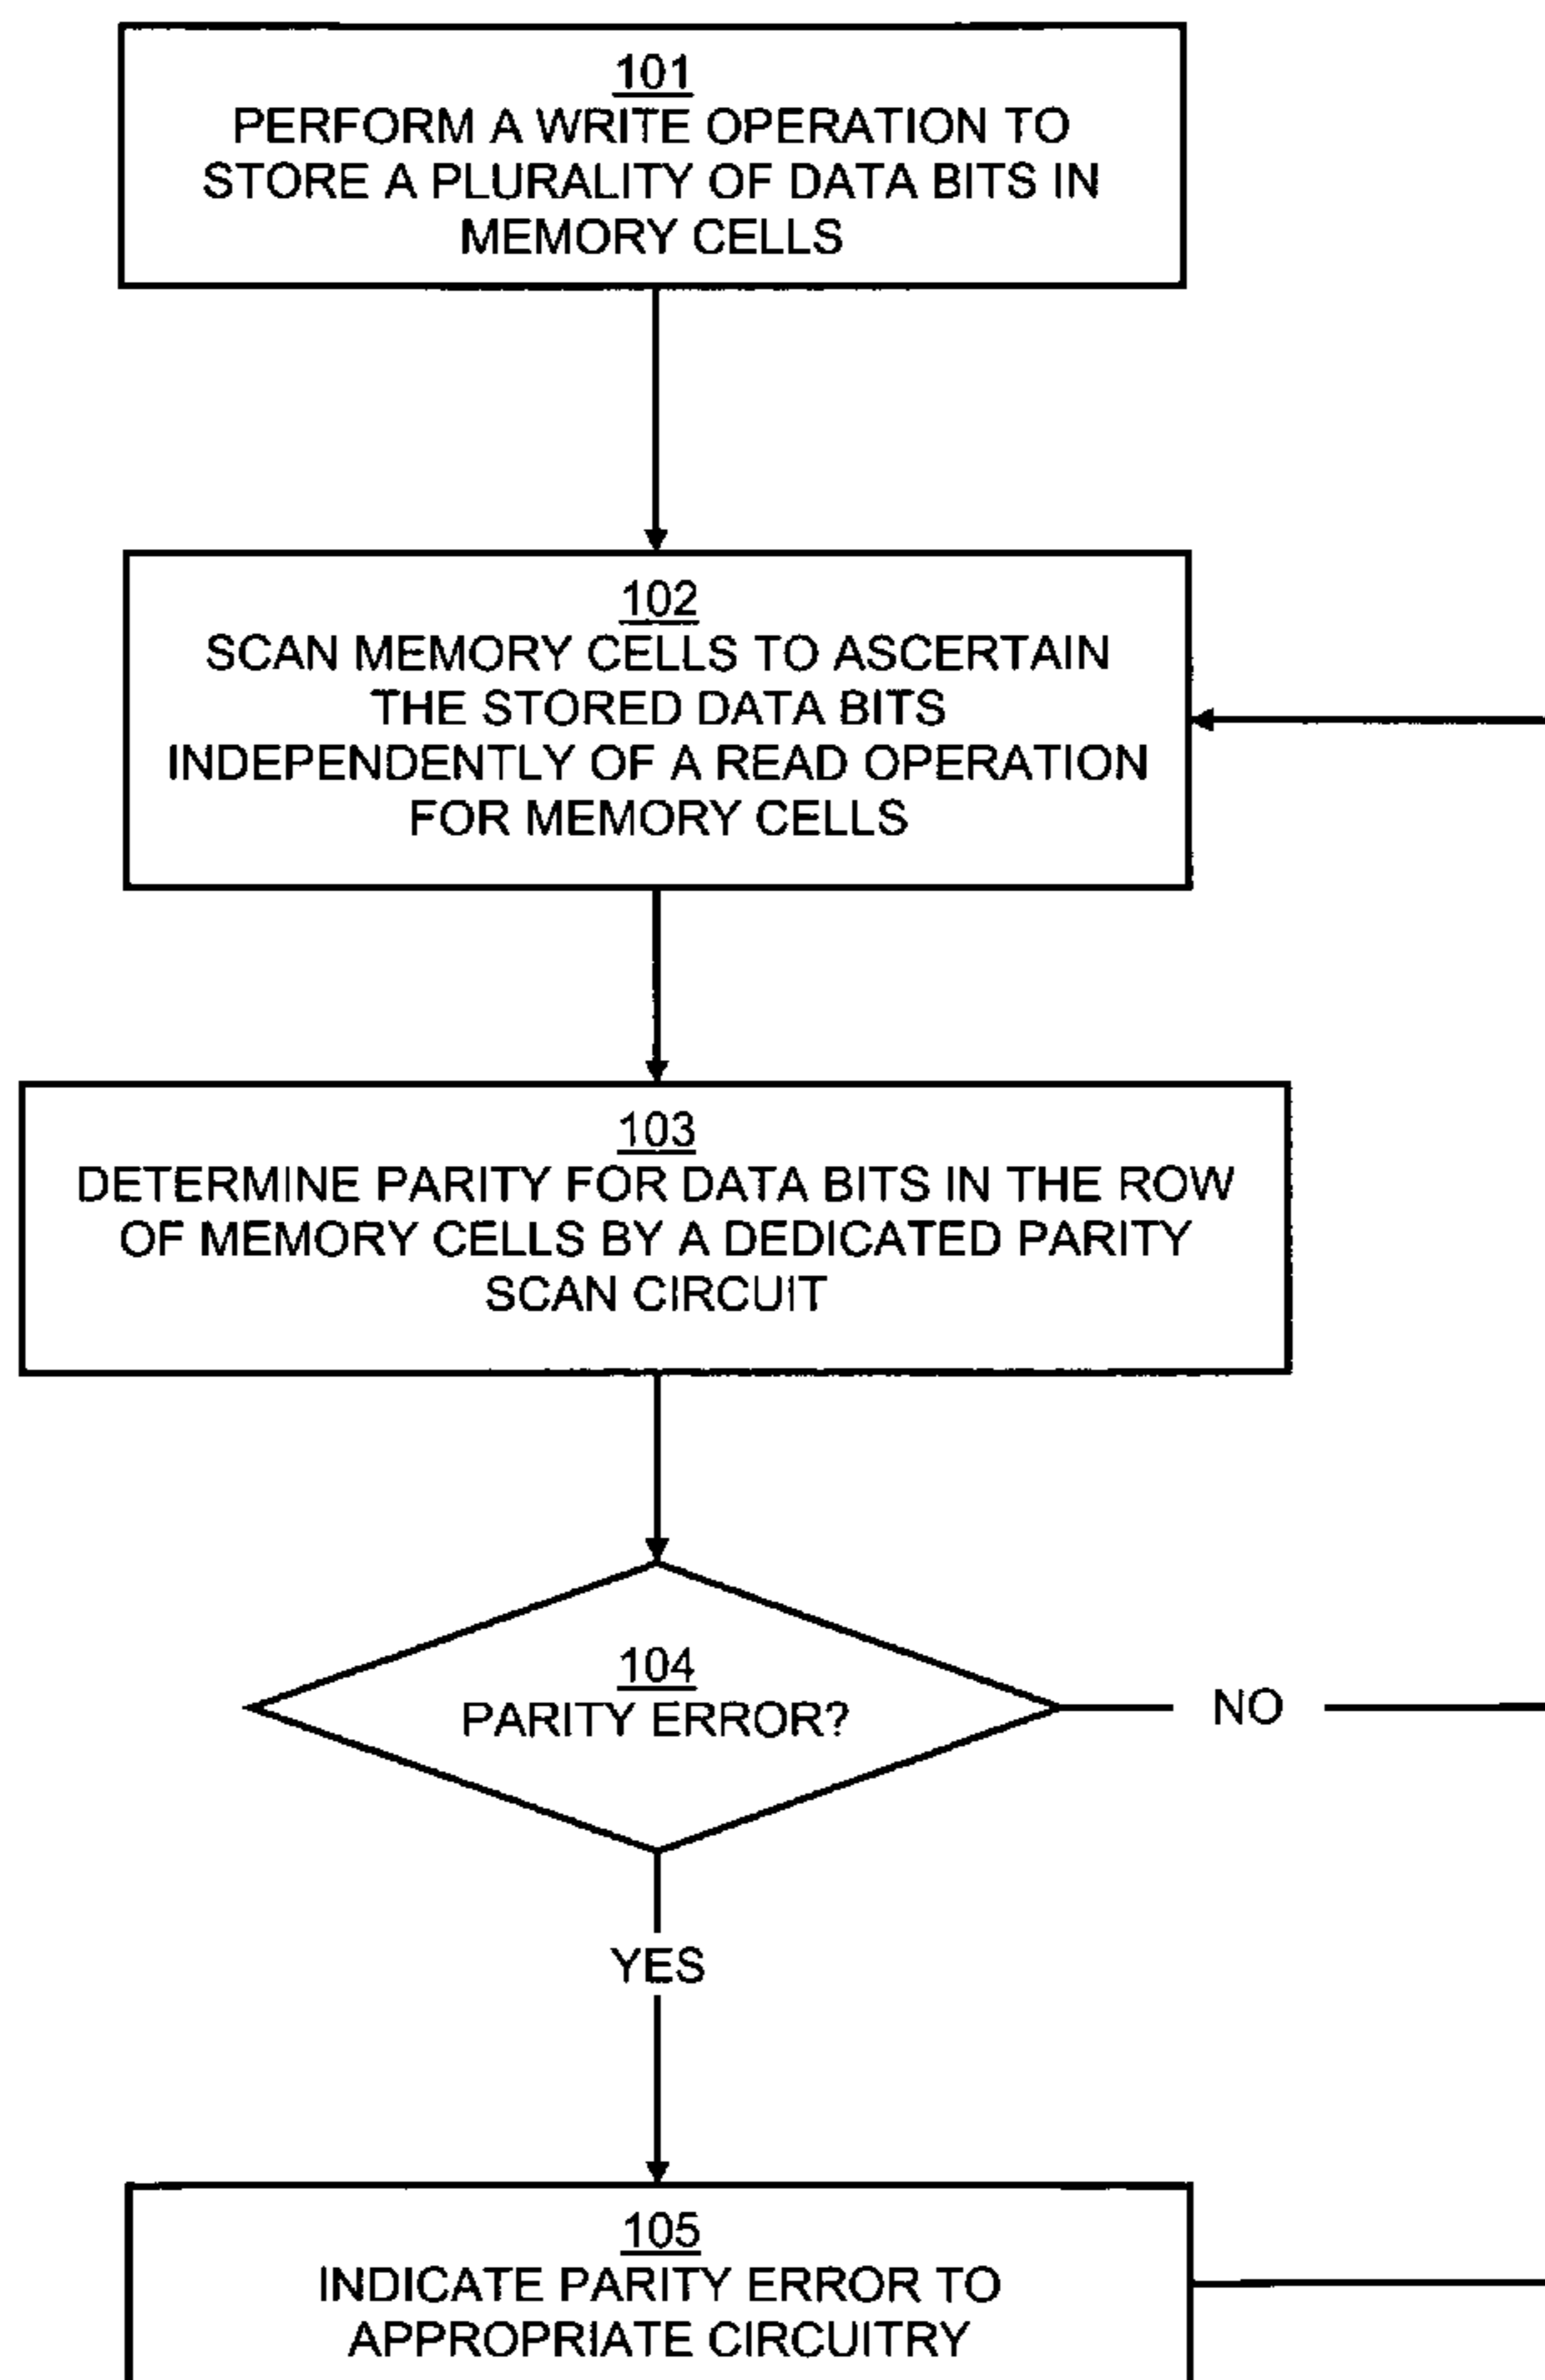 101
PERFORM A WRITE OPERATION TO
STORE A PLURALITY OF DATA BITS IN
MEMORY CELLS
102
SCAN MEMORY CELLS TO ASCERTAIN
THE STORED DATA BITS
INDEPENDENTLY OF A READ OPERATION
FOR MEMORY CELLS
103
DETERMINE PARITY FOR DATA BITS IN THE ROW
OF MEMORY CELLS BY A DEDICATED PARITY
SCAN CIRCUIT
104
PARITY ERROR?
NO
YES
105
INDICATE PARITY ERROR TO
APPROPRIATE CIRCUITRY